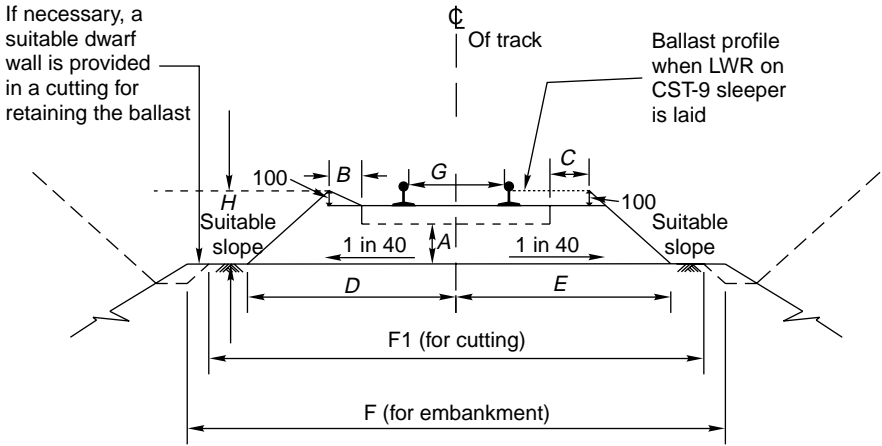 If necessary, a
suitable dwarf
wall is provided
in a cutting for
retaining the ballast
℄
Of track
Ballast profile
when LWR on
CST-9 sleeper
is laid
B
G
C
100
100
H
Suitable
slope
A
Suitable
slope
1 in 40
1 in 40
D
E
F1 (for cutting)
F (for embankment)